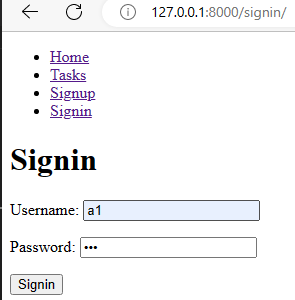 127.0.0.1:8000/signin/
Home
Tasks
Signup
Signin
Signin
Username: a1
Password: •••
Signin